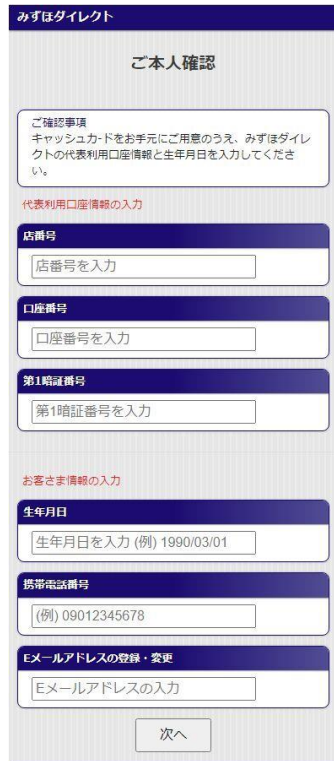 みずほダイレクト
ご本人確認
ご確認事項
キャッシュカードをお手元にご用意のうえ、みずほダイレ
クトの代表利用口座情報と生年月日を入力してくださ
い。
代表利用口座情報の入力
店番号
店番号を入力
口座番号
口座番号を入力
第1暗証番号
第1暗証番号を入力
お客さま情報の入力
生年月日
生年月日を入力 (例) 1990/03/01
携帯電話番号
(例) 09012345678
Eメールアドレスの登録・変更
Eメールアドレスの入力
次へ